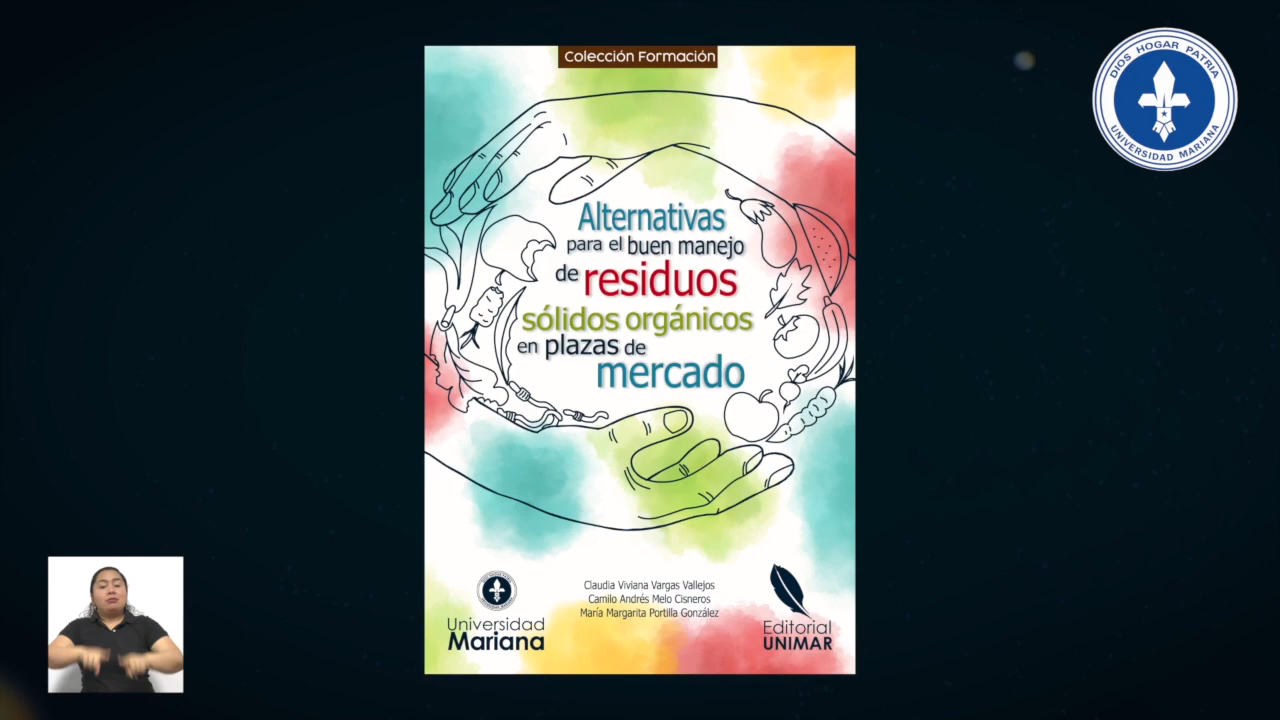 Colección Formación
DIOS HOGAR PATRIA
UNIVERSIDAD MARIANA
Alternativas
para el buen manejo
de residuos
sólidos orgánicos
en plazas de
mercado
Claudia Viviana Vargas Vallejos
Camilo Andrés Melo Cisneros
María Margarita Portilla González
Universidad
Mariana
Editorial
UNIMAR